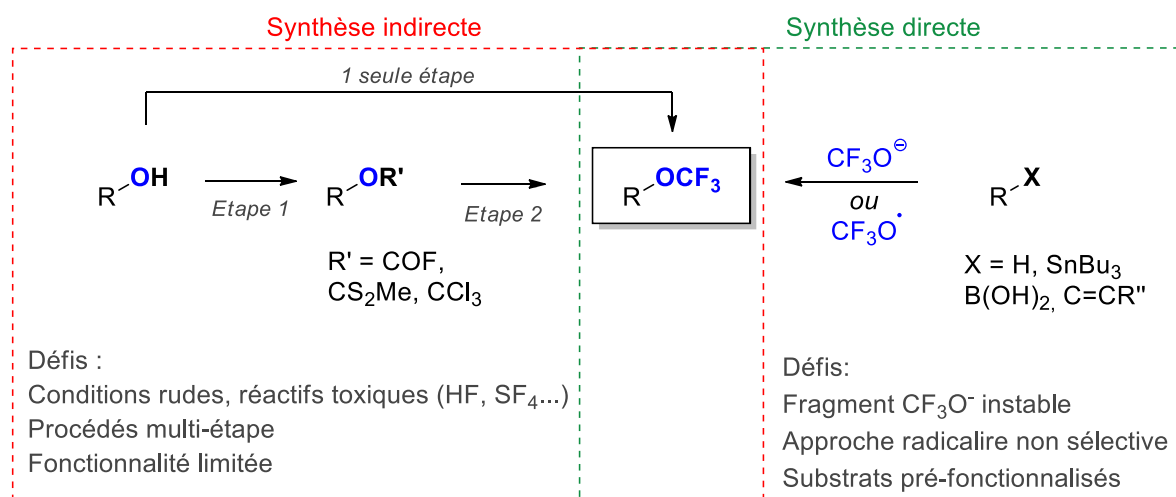 Synthèse indirecte
Synthèse directe
1 seule étape
R-OH
Etape 1
R-OR'
Etape 2
R-OCF₃
CF₃O⊖
ou
CF₃O•
R-X
R' = COF,
CS₂Me, CCl₃
X = H, SnBu₃
B(OH)₂, C=CR"
Défis :
Conditions rudes, réactifs toxiques (HF, SF₄...)
Procédés multi-étape
Fonctionnalité limitée
Défis:
Fragment CF₃O⁻ instable
Approche radicalire non sélective
Substrats pré-fonctionnalisés